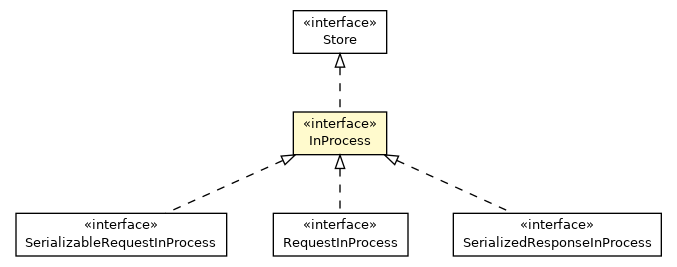 «interface»
Store
«interface»
InProcess
«interface»
SerializableRequestInProcess
«interface»
RequestInProcess
«interface»
SerializedResponseInProcess